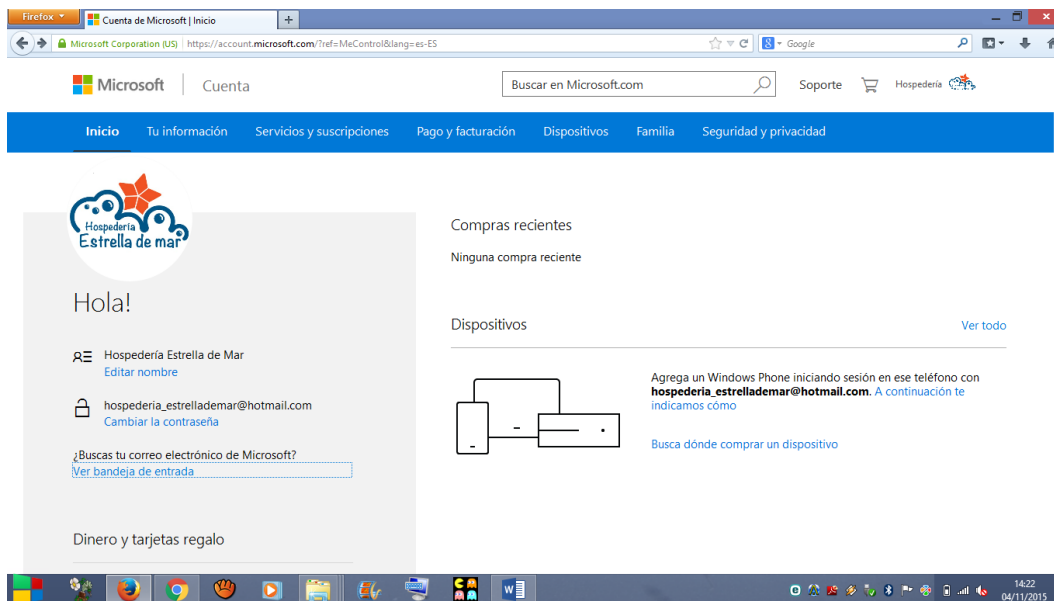 Firefox
Cuenta de Microsoft | Inicio
Microsoft Corporation (US) https://account.microsoft.com/?ref=MeControl&lang=es-ES
Google
Microsoft Cuenta
Buscar en Microsoft.com
Soporte
Hospedería
Inicio Tu información Servicios y suscripciones Pago y facturación Dispositivos Familia Seguridad y privacidad
Hospedería
Estrella de mar
Hola!
Hospedería Estrella de Mar
Editar nombre
hospederia_estrellademar@hotmail.com
Cambiar la contraseña
¿Buscas tu correo electrónico de Microsoft?
Ver bandeja de entrada
Dinero y tarjetas regalo
Compras recientes
Ninguna compra reciente
Dispositivos Ver todo
Agrega un Windows Phone iniciando sesión en ese teléfono con
hospederia_estrellademar@hotmail.com. A continuación te
indicamos cómo
Busca dónde comprar un dispositivo
14:22
04/11/2015